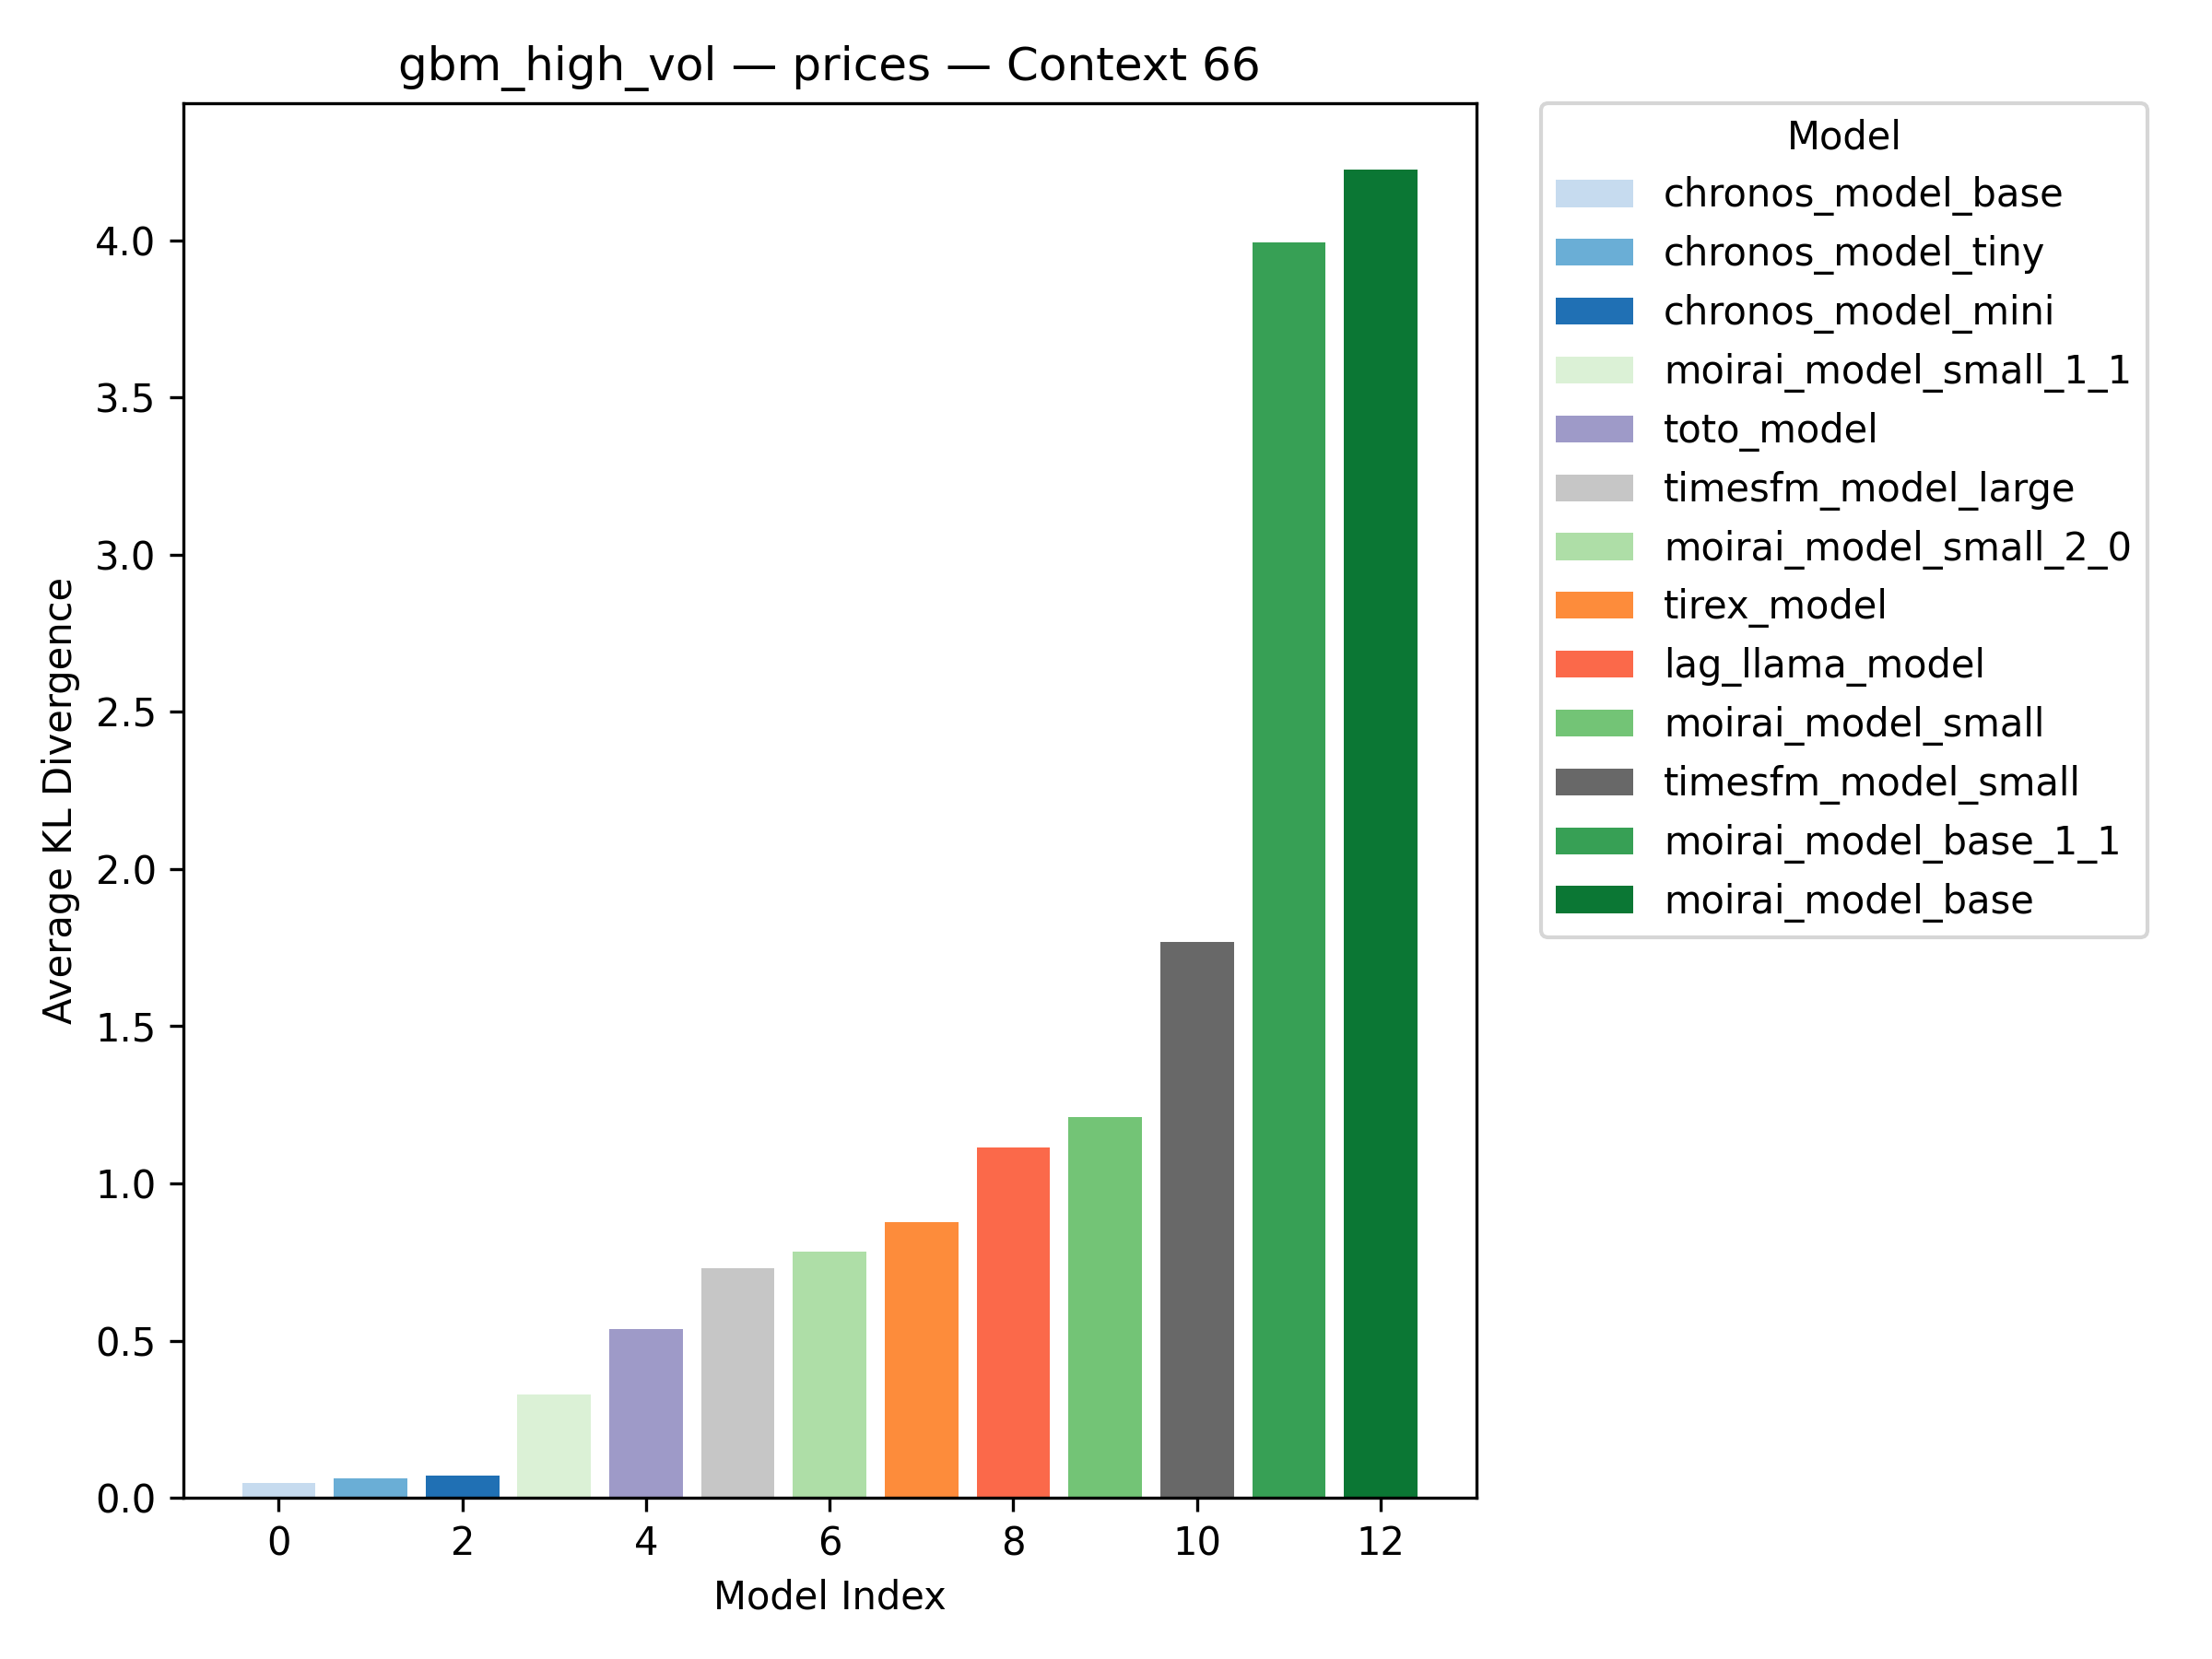 gbm_high_vol — prices — Context 66
Average KL Divergence
4.0
3.5
3.0
2.5
2.0
1.5
1.0
0.5
0.0
0 2 4 6 8 10 12
Model Index
Model
chronos_model_base
chronos_model_tiny
chronos_model_mini
moirai_model_small_1_1
toto_model
timesfm_model_large
moirai_model_small_2_0
tirex_model
lag_llama_model
moirai_model_small
timesfm_model_small
moirai_model_base_1_1
moirai_model_base